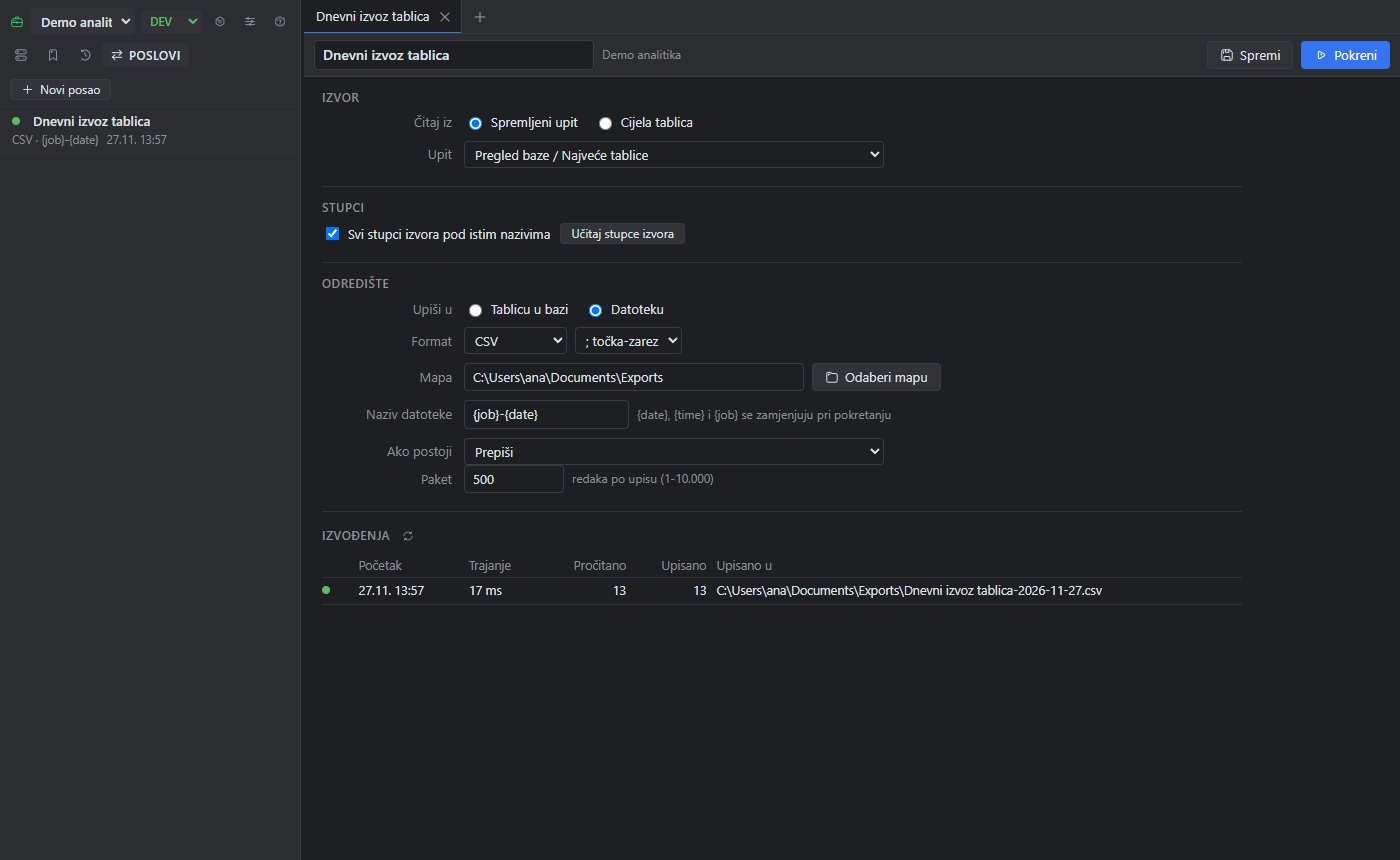 Demo analit DEV
POSLOVI
Novi posao
Dnevni izvoz tablica
CSV · {job}-{date} 27.11. 13:57
Dnevni izvoz tablica
Dnevni izvoz tablica Demo analitika Spremi Pokreni
IZVOR
Čitaj iz Spremljeni upit Cijela tablica
Upit Pregled baze / Najveće tablice
STUPCI
Svi stupci izvora pod istim nazivima Učitaj stupce izvora
ODREDIŠTE
Upiši u Tablicu u bazi Datoteku
Format CSV ; točka-zarez
Mapa C:\Users\ana\Documents\Exports Odaberi mapu
Naziv datoteke {job}-{date} {date}, {time} i {job} se zamjenjuju pri pokretanju
Ako postoji Prepiši
Paket 500 redaka po upisu (1-10.000)
IZVOĐENJA
Početak Trajanje Pročitano Upisano Upisano u
27.11. 13:57 17 ms 13 13 C:\Users\ana\Documents\Exports\Dnevni izvoz tablica-2026-11-27.csv